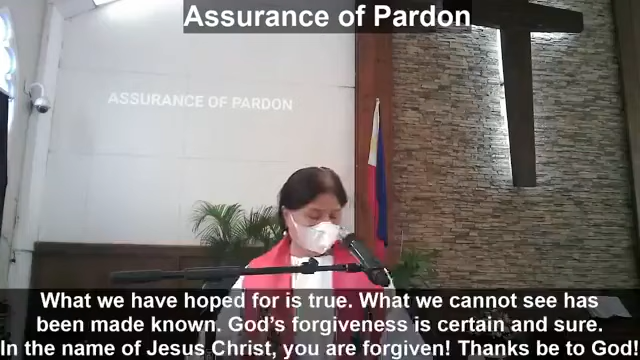 Assurance of Pardon
ASSURANCE OF PARDON
What we have hoped for is true. What we cannot see has
been made known. God's forgiveness is certain and sure.
In the name of Jesus Christ, you are forgiven! Thanks be to God!